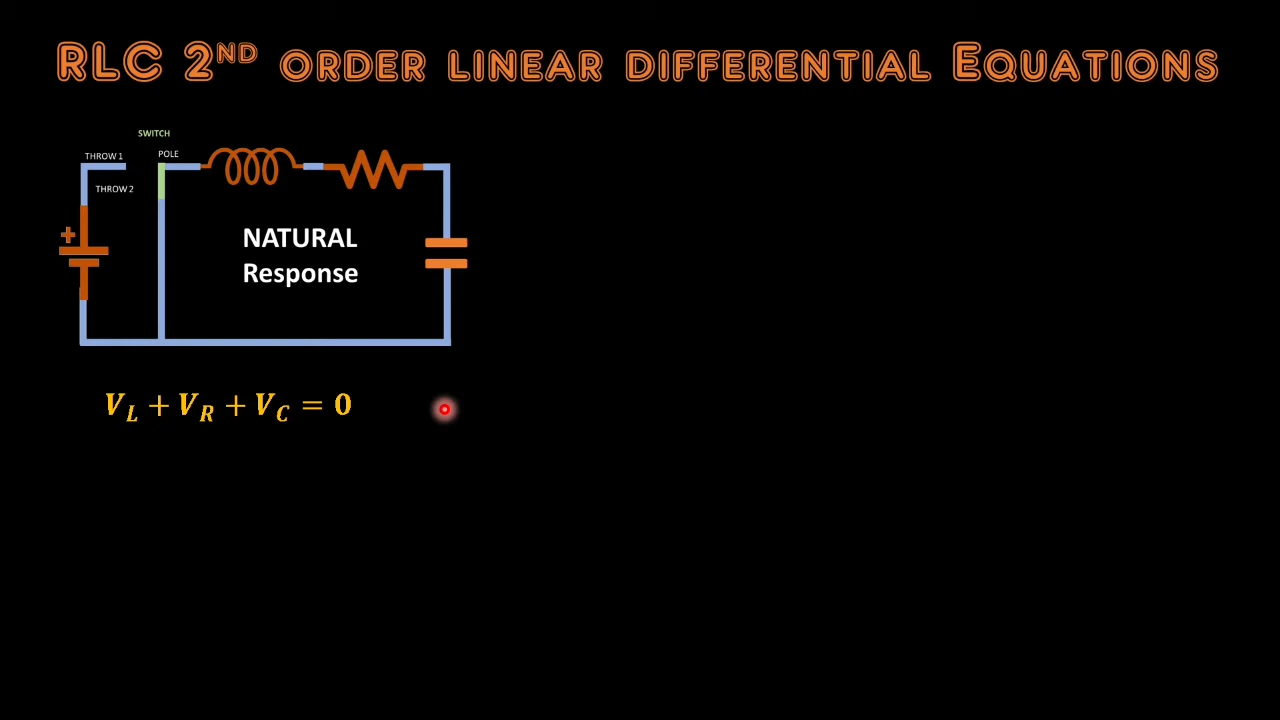 RLC 2ND ORDER LINEAR DIFFERENTIAL EQUATIONS
SWITCH
THROW 1
POLE
THROW 2
+
NATURAL
Response
V_L + V_R + V_C = 0